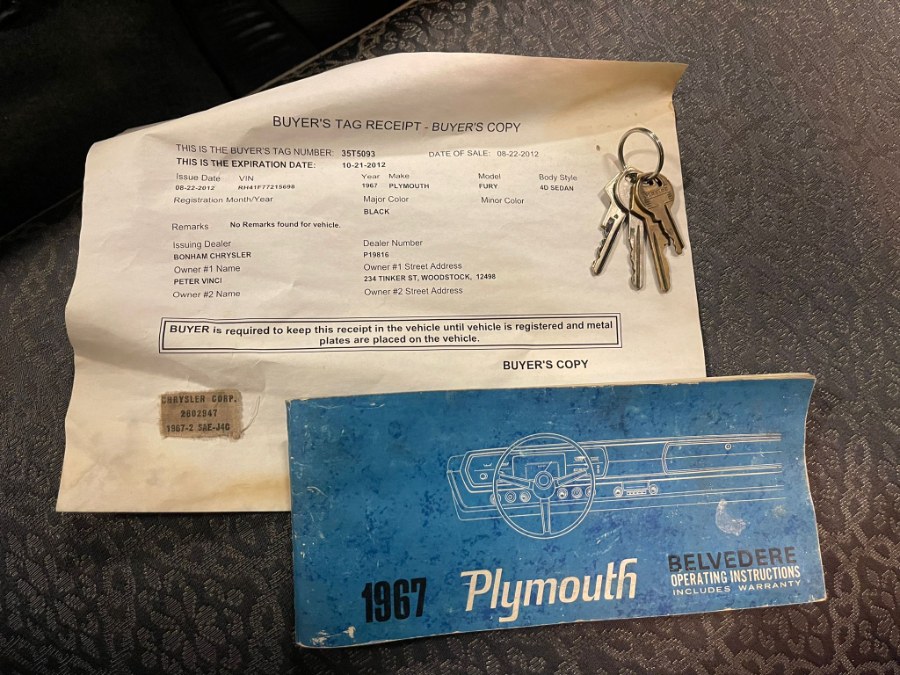 BUYER'S TAG RECEIPT - BUYER'S COPY
THIS IS THE BUYER'S TAG NUMBER: 35T5093 DATE OF SALE: 08-22-2012
THIS IS THE EXPIRATION DATE: 10-21-2012
Issue Date VIN Year Make Model Body Style
08-22-2012 RH41F77215690 1967 PLYMOUTH FURY 4D SEDAN
Registration Month/Year Major Color Minor Color
BLACK
Remarks No Remarks found for vehicle.
Issuing Dealer Dealer Number
BONHAM CHRYSLER P19816
Owner #1 Name Owner #1 Street Address
PETER VINCI 234 TINKER ST, WOODSTOCK, 12498
Owner #2 Name Owner #2 Street Address
BUYER is required to keep this receipt in the vehicle until vehicle is registered and metal
plates are placed on the vehicle.
BUYER'S COPY
CHRYSLER CORP.
2602947
1967-2 SAE-J4C
1967 Plymouth BELVEDERE
OPERATING INSTRUCTIONS
INCLUDES WARRANTY